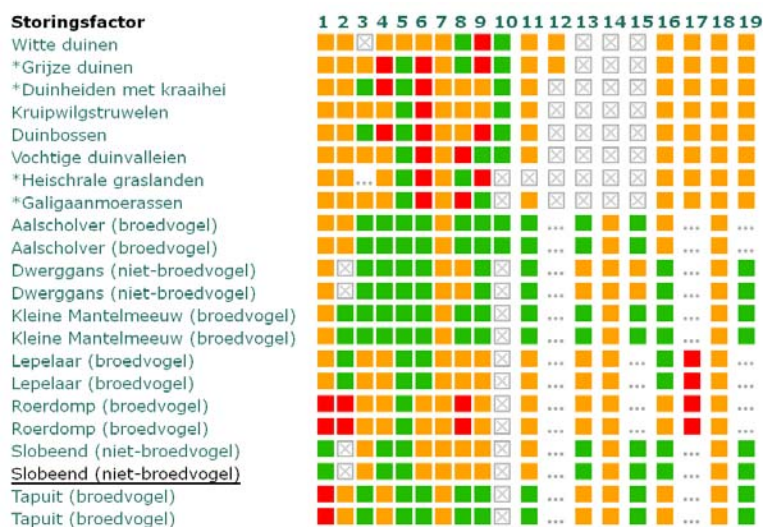 Storingsfactor 1 2 3 4 5 6 7 8 9 10 11 12 13 14 15 16 17 18 19
Witte duinen
*Grijze duinen
*Duinheiden met kraaihei
Kruipwilgstruwelen
Duinbossen
Vochtige duinvalleien
*Heischrale graslanden ...
*Galigaanmoerassen
Aalscholver (broedvogel) ... ... ...
Aalscholver (broedvogel) ... ... ...
Dwerggans (niet-broedvogel) ... ...
Dwerggans (niet-broedvogel) ... ...
Kleine Mantelmeeuw (broedvogel) ... ...
Kleine Mantelmeeuw (broedvogel) ... ...
Lepelaar (broedvogel) ... ... ...
Lepelaar (broedvogel) ... ... ...
Roerdomp (broedvogel) ... ... ...
Roerdomp (broedvogel) ... ... ...
Slobeend (niet-broedvogel) ... ...
Slobeend (niet-broedvogel) ... ...
Tapuit (broedvogel) ... ...
Tapuit (broedvogel) ... ...